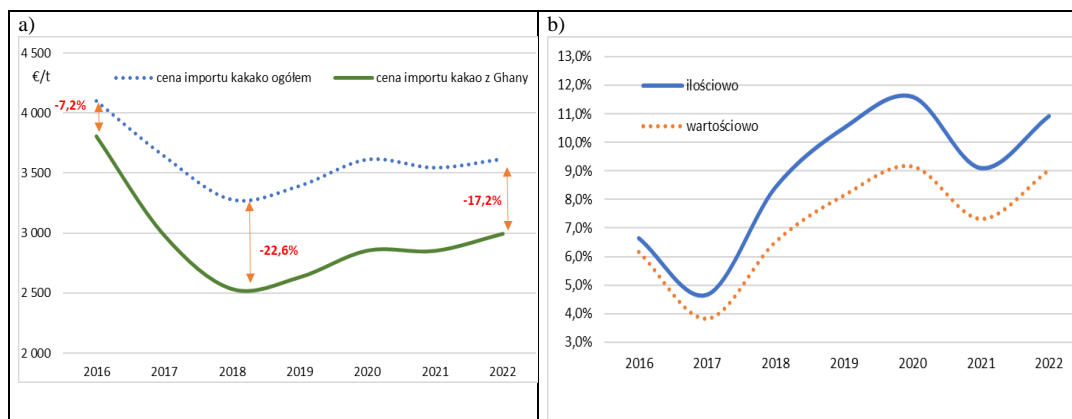 a)
4 500
€/t
cena importu kakako ogółem
cena importu kakao z Ghany
4 000
-7,2%
3 500
-17,2%
3 000
-22,6%
2 500
2 000
2016 2017 2018 2019 2020 2021 2022
b)
13,0%
12,0%
ilościowo
11,0%
wartościowo
10,0%
9,0%
8,0%
7,0%
6,0%
5,0%
4,0%
3,0%
2016 2017 2018 2019 2020 2021 2022